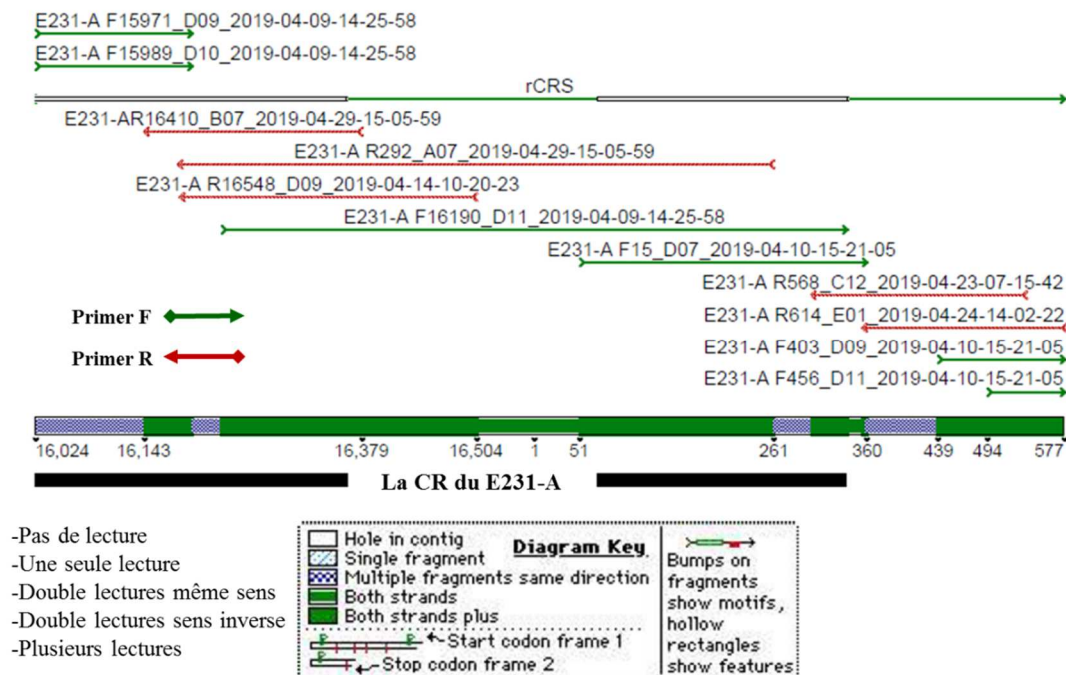 E231-A F15971_D09_2019-04-09-14-25-58
E231-A F15989_D10_2019-04-09-14-25-58
rCRS
E231-AR16410_B07_2019-04-29-15-05-59
E231-A R292_A07_2019-04-29-15-05-59
E231-A R16548_D09_2019-04-14-10-20-23
E231-A F16190_D11_2019-04-09-14-25-58
E231-A F15_D07_2019-04-10-15-21-05
E231-A R568_C12_2019-04-23-07-15-42
Primer F
E231-A R614_E01_2019-04-24-14-02-22
Primer R
E231-A F403_D09_2019-04-10-15-21-05
E231-A F456_D11_2019-04-10-15-21-05
16,024 16,143 16,379 16,504 1 51 261 360 439 494 577
La CR du E231-A
-Pas de lecture
-Une seule lecture
-Double lectures même sens
-Double lectures sens inverse
-Plusieurs lectures
Diagram Key
Hole in contig
Single fragment
Multiple fragments same direction
Both strands
Both strands plus
Start codon frame 1
Stop codon frame 2
Bumps on
fragments
show motifs,
hollow
rectangles
show features